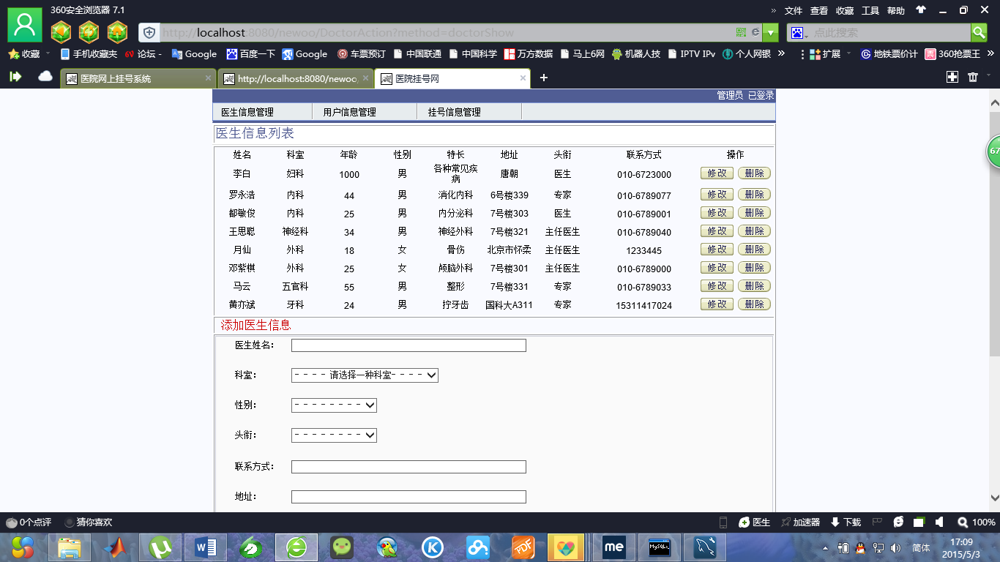 360安全浏览器 7.1
» 文件 查看 收藏 工具 帮助
http://localhost:8080/newoo/DoctorAction?method=doctorShow
点此搜索
收藏 手机收藏夹 论坛 - Google 百度一下 Google 车票预订 中国联通 中国科学 万方数据 马上6网 机器人技 IPTV IPv 个人网银 » 扩展 地铁票价计 360抢票王 »
医院网上挂号系统 http://localhost:8080/newoo, 医院挂号网
管理员 已登录
医生信息管理 用户信息管理 挂号信息管理
医生信息列表
姓名 科室 年龄 性别 特长 地址 头衔 联系方式 操作
李白 妇科 1000 男 各种常见疾病 唐朝 医生 010-6723000 修改 删除
罗永浩 内科 44 男 消化内科 6号楼339 专家 010-6789077 修改 删除
都敏俊 内科 25 男 内分泌科 7号楼303 医生 010-6789001 修改 删除
王思聪 神经科 34 男 神经外科 7号楼321 主任医生 010-6789040 修改 删除
月仙 外科 18 女 骨伤 北京市怀柔 主任医生 1233445 修改 删除
邓紫棋 外科 25 女 颅脑外科 7号楼301 主任医生 010-6789000 修改 删除
马云 五官科 55 男 整形 7号楼331 专家 010-6789033 修改 删除
黄亦斌 牙科 24 男 拧牙齿 国科大A311 专家 15311417024 修改 删除
添加医生信息
医生姓名:
科室: - - - - 请选择一种科室- - - -
性别: - - - - - - - -
头衔: - - - - - - - -
联系方式:
地址:
67
0个点评 猜你喜欢 医生 加速器 下载 100%
W PDF me MySQL 简体 17:09
2015/5/3